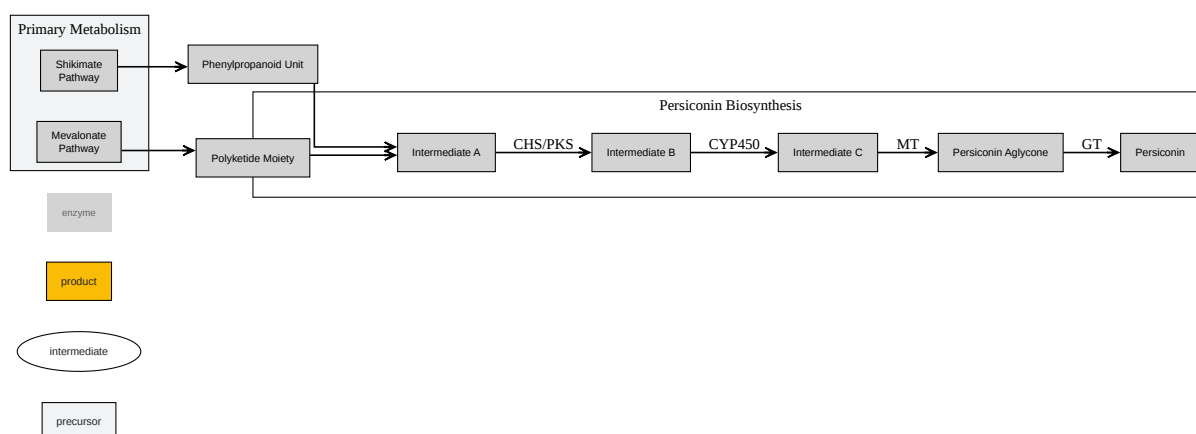 Primary Metabolism
Shikimate
Pathway
Phenylpropanoid Unit
Persiconin Biosynthesis
Mevalonate
Pathway
Polyketide Moiety
Intermediate A
CHS/PKS
Intermediate B
CYP450
Intermediate C
MT
Persiconin Aglycone
GT
Persiconin
enzyme
product
intermediate
precursor